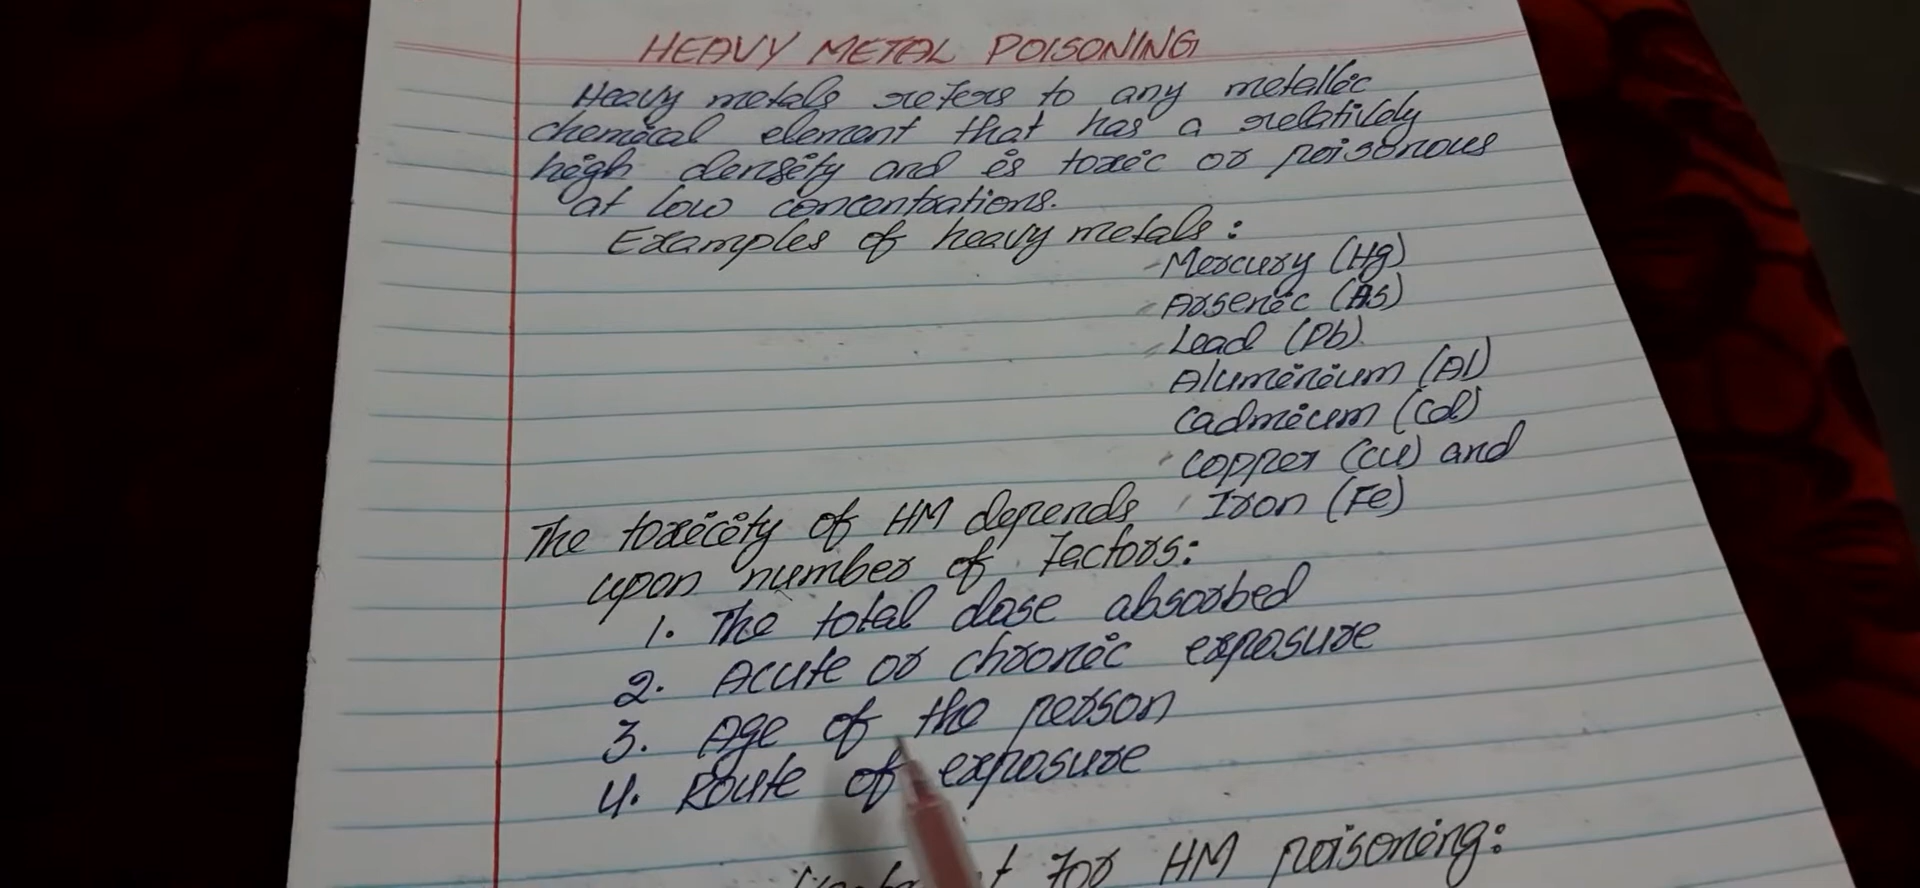 HEAVY METAL POISONING
Heavy metals refers to any metallic
chemical element that has a relatively
high density and is toxic or poisonous
at low concentrations.
Examples of heavy metals:
- Mercury (Hg)
Arsenic (As)
Lead (Pb)
Aluminium (Al)
Cadmium (Cd)
Copper (Cu) and
Iron (Fe)
The toxicity of HM depends
upon number of factors:
1. The total dose absorbed
2. Acute or chronic exposure
3. Age of the person
4. Route of exposure
for HM poisoning: